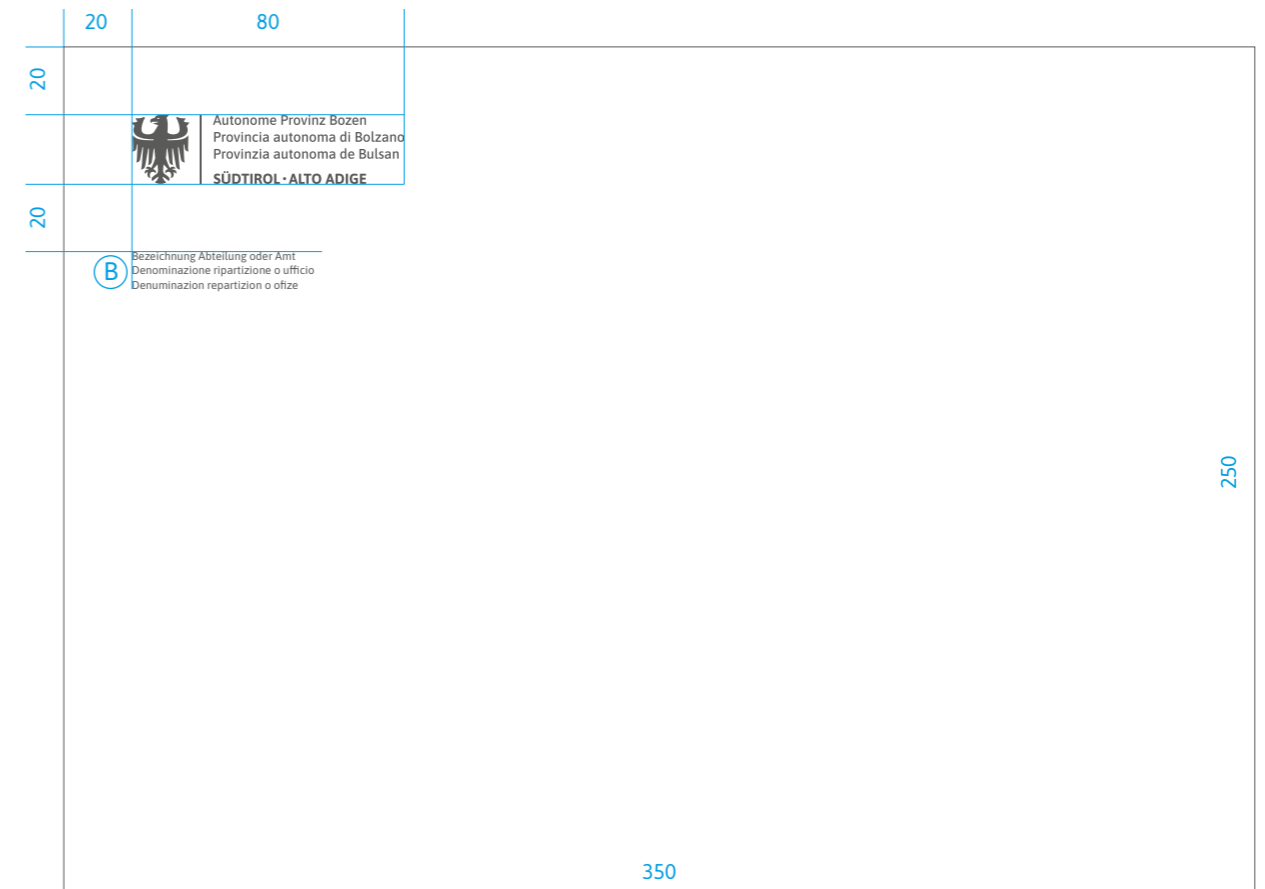 20
80
20
Autonome Provinz Bozen
Provincia autonoma di Bolzano
Provinzia autonoma de Bulsan
SÜDTIROL · ALTO ADIGE
20
B
Bezeichnung Abteilung oder Amt
Denominazione ripartizione o ufficio
Denuminazion repartizion o ofize
250
350